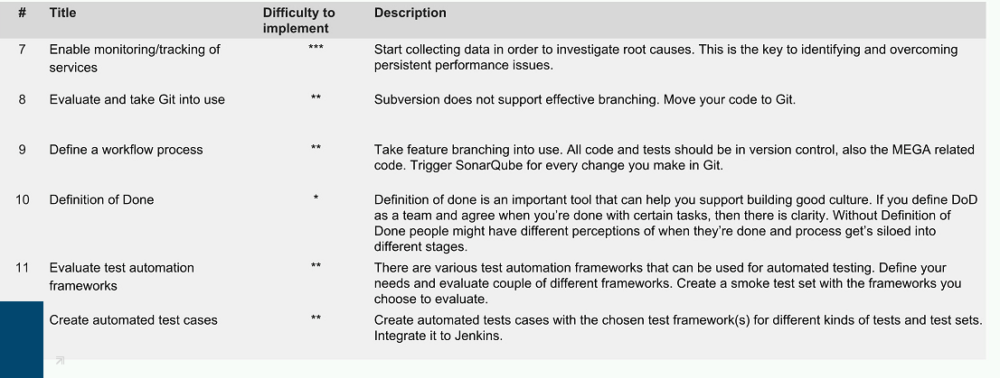 # Title Difficulty to implement Description
7 Enable monitoring/tracking of services *** Start collecting data in order to investigate root causes. This is the key to identifying and overcoming
persistent performance issues.
8 Evaluate and take Git into use ** Subversion does not support effective branching. Move your code to Git.
9 Define a workflow process ** Take feature branching into use. All code and tests should be in version control, also the MEGA related
code. Trigger SonarQube for every change you make in Git.
10 Definition of Done * Definition of done is an important tool that can help you support building good culture. If you define DoD
as a team and agree when you're done with certain tasks, then there is clarity. Without Definition of
Done people might have different perceptions of when they're done and process get's siloed into
different stages.
11 Evaluate test automation frameworks ** There are various test automation frameworks that can be used for automated testing. Define your
needs and evaluate couple of different frameworks. Create a smoke test set with the frameworks you
choose to evaluate.
Create automated test cases ** Create automated tests cases with the chosen test framework(s) for different kinds of tests and test sets.
Integrate it to Jenkins.